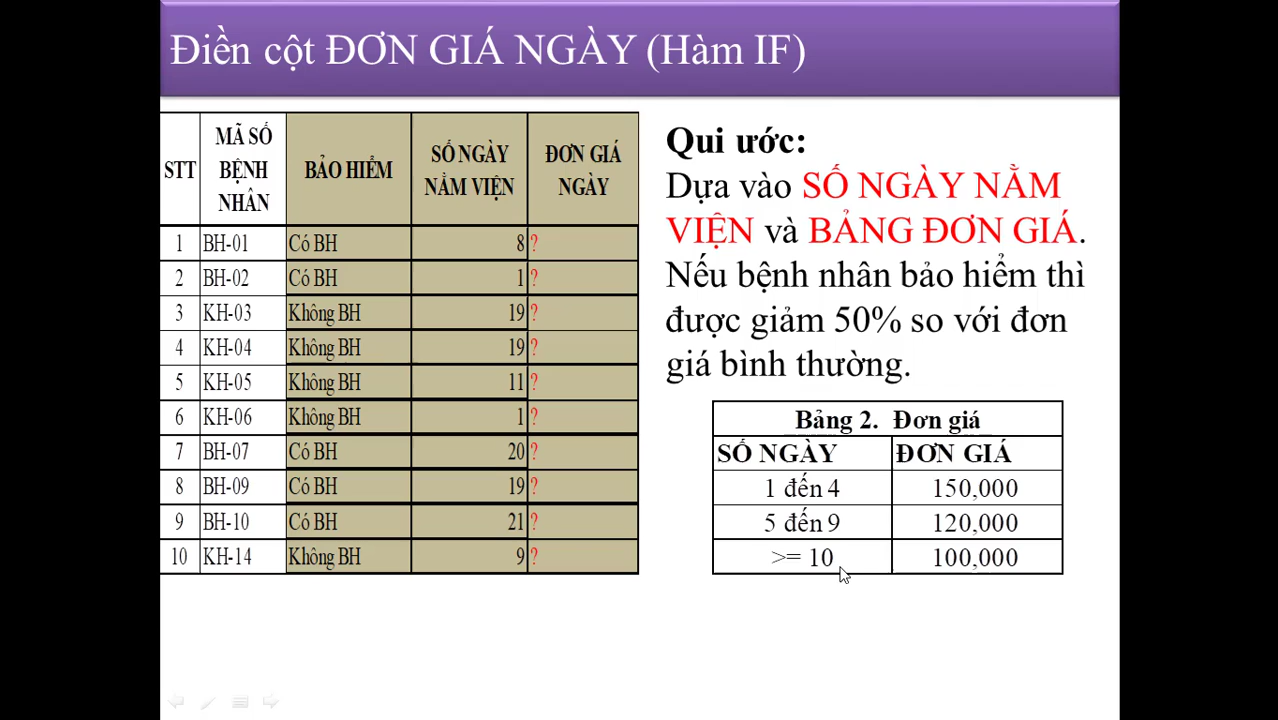 Điền cột ĐƠN GIÁ NGÀY (Hàm IF)
STT MÃ SỐ BỆNH NHÂN BẢO HIỂM SỐ NGÀY NẰM VIỆN ĐƠN GIÁ NGÀY
1 BH-01 Có BH 8 ?
2 BH-02 Có BH 1 ?
3 KH-03 Không BH 19 ?
4 KH-04 Không BH 19 ?
5 KH-05 Không BH 11 ?
6 KH-06 Không BH 1 ?
7 BH-07 Có BH 20 ?
8 BH-09 Có BH 19 ?
9 BH-10 Có BH 21 ?
10 KH-14 Không BH 9 ?
Qui ước:
Dựa vào SỐ NGÀY NẰM
VIỆN và BẢNG ĐƠN GIÁ.
Nếu bệnh nhân bảo hiểm thì
được giảm 50% so với đơn
giá bình thường.
Bảng 2. Đơn giá
SỐ NGÀY ĐƠN GIÁ
1 đến 4 150,000
5 đến 9 120,000
>= 10 100,000